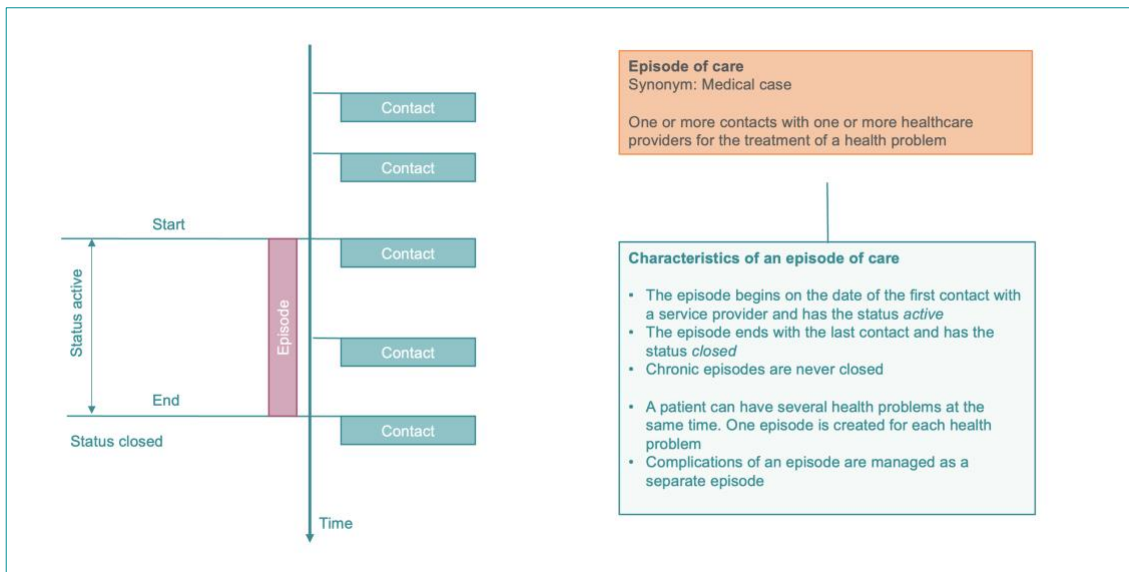 Contact
Contact
Start
Contact
Status active
Episode
Contact
End
Contact
Status closed
Time
Episode of care
Synonym: Medical case
One or more contacts with one or more healthcare
providers for the treatment of a health problem
Characteristics of an episode of care
• The episode begins on the date of the first contact with
a service provider and has the status active
• The episode ends with the last contact and has the
status closed
• Chronic episodes are never closed
• A patient can have several health problems at the
same time. One episode is created for each health
problem
• Complications of an episode are managed as a
separate episode